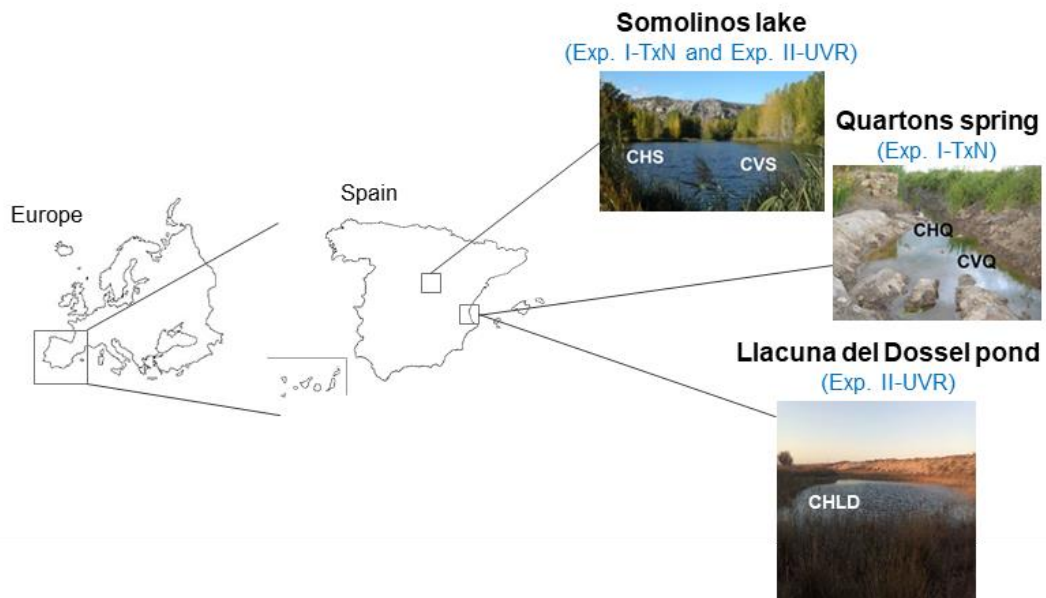 Somolinos lake
(Exp. I-TxN and Exp. II-UVR)
CHS
CVS
Quartons spring
(Exp. I-TxN)
CHQ
CVQ
Spain
Europe
Llacuna del Dossel pond
(Exp. II-UVR)
CHLD